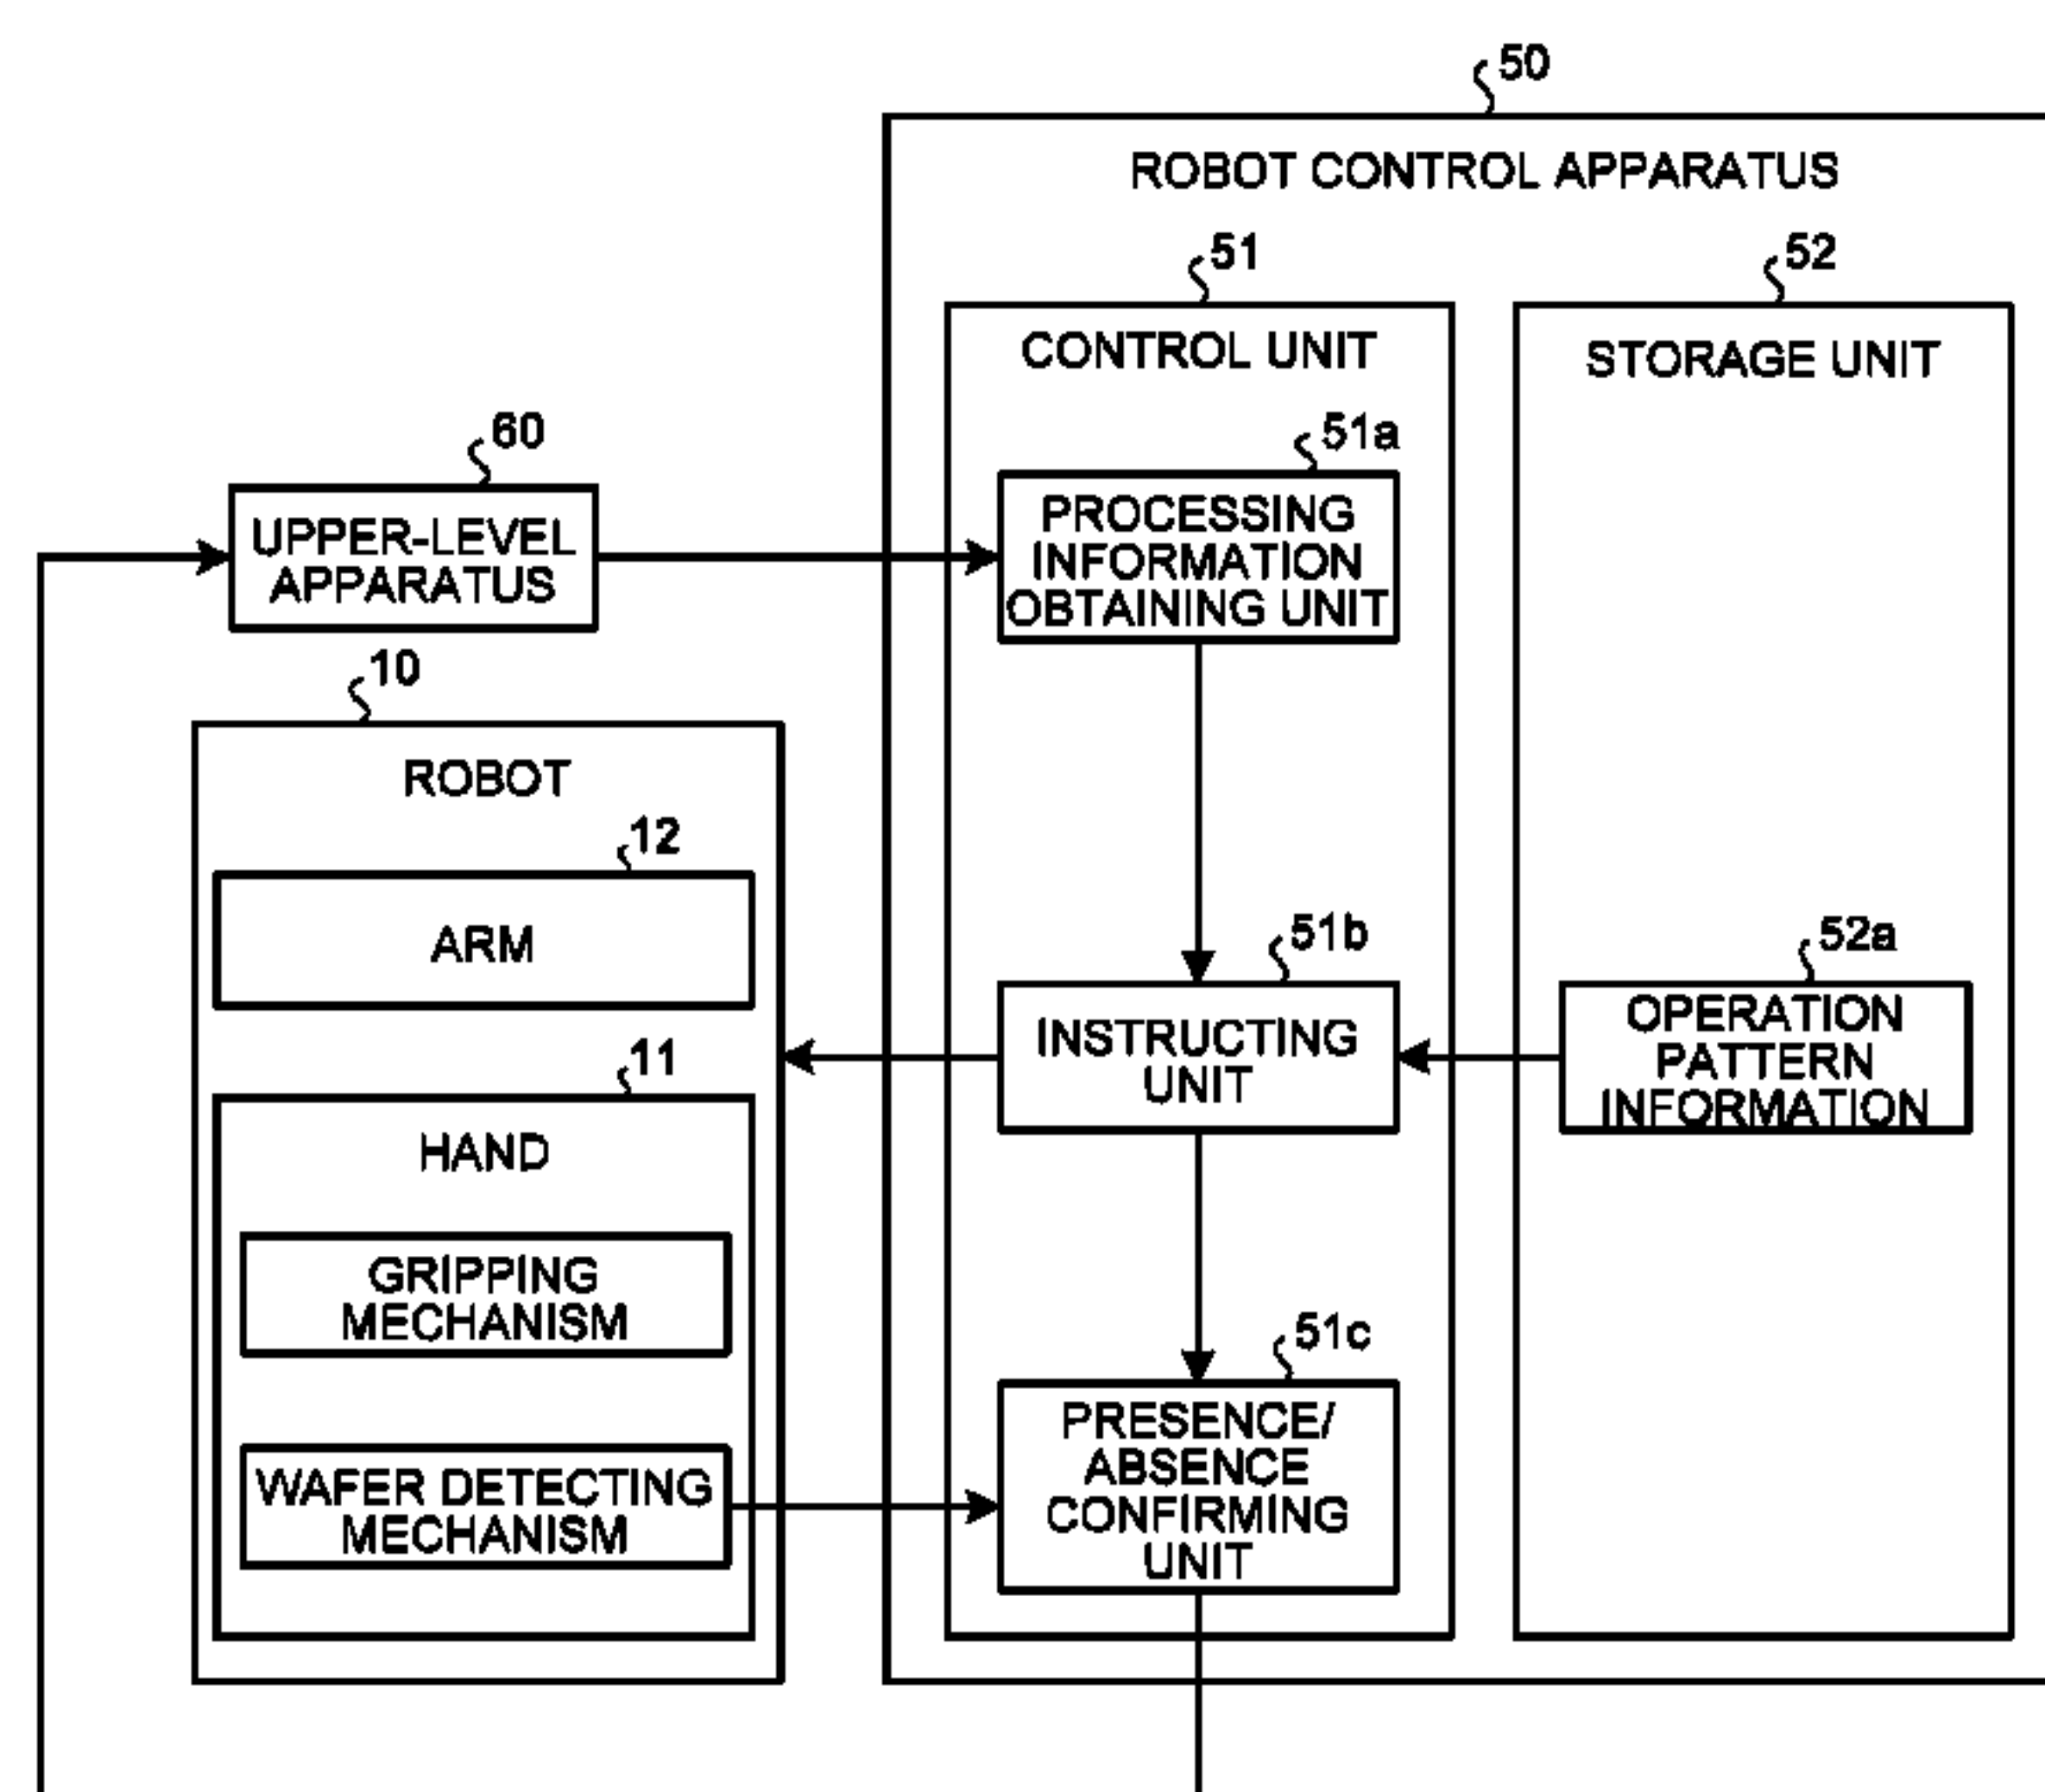 50
ROBOT CONTROL APPARATUS
51
52
CONTROL UNIT
STORAGE UNIT
60
51a
UPPER-LEVEL
APPARATUS
PROCESSING
INFORMATION
OBTAINING UNIT
10
ROBOT
12
ARM
51b
INSTRUCTING
UNIT
52a
OPERATION
PATTERN
INFORMATION
11
HAND
GRIPPING
MECHANISM
WAFER DETECTING
MECHANISM
51c
PRESENCE/
ABSENCE
CONFIRMING
UNIT